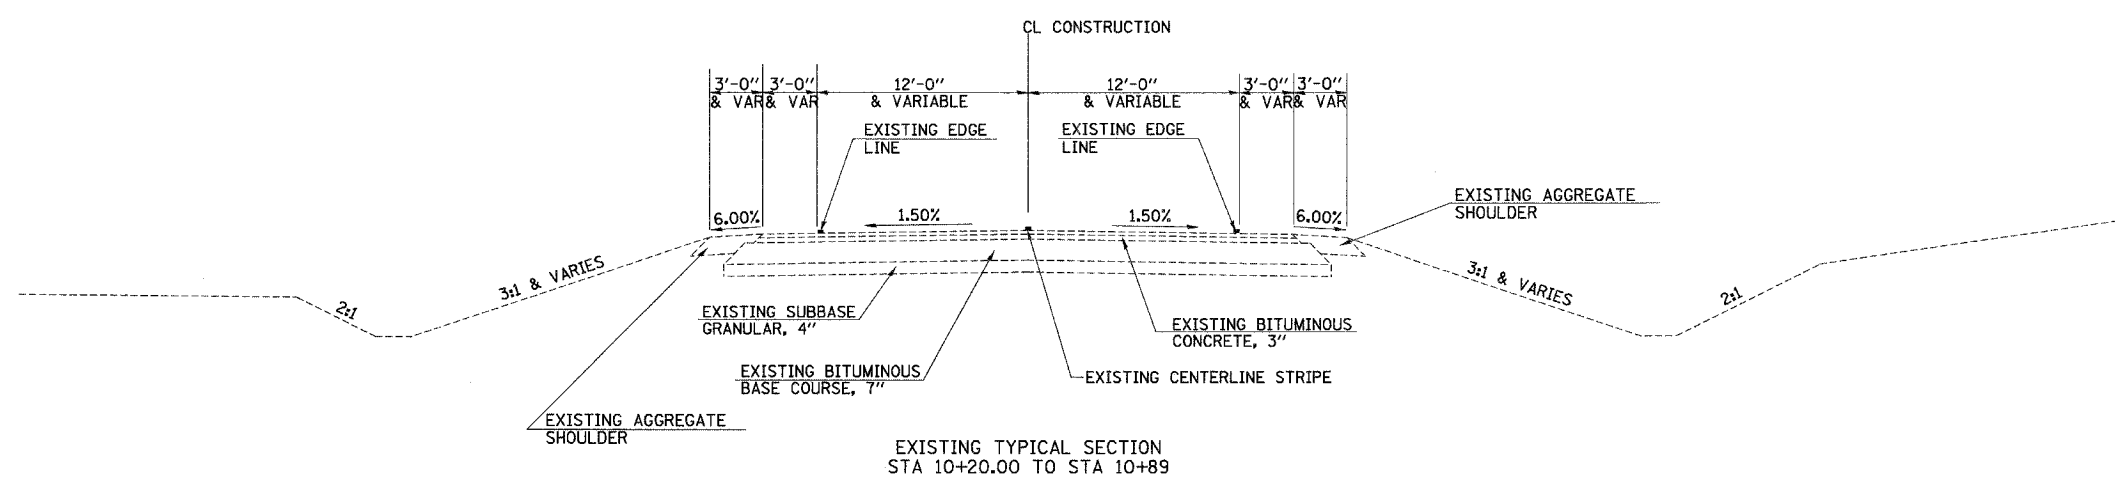 CL CONSTRUCTION
3'-0" 3'-0" 12'-0" 12'-0" 3'-0" 3'-0"
& VAR & VAR & VARIABLE & VARIABLE & VAR & VAR
EXISTING EDGE
LINE
EXISTING EDGE
LINE
EXISTING AGGREGATE
SHOULDER
6.00% 1.50% 1.50% 6.00%
2:1
3:1 & VARIES
3:1 & VARIES
2:1
EXISTING SUBBASE
GRANULAR, 4"
EXISTING BITUMINOUS
CONCRETE, 3"
EXISTING BITUMINOUS
BASE COURSE, 7"
EXISTING CENTERLINE STRIPE
EXISTING AGGREGATE
SHOULDER
EXISTING TYPICAL SECTION
STA 10+20.00 TO STA 10+89